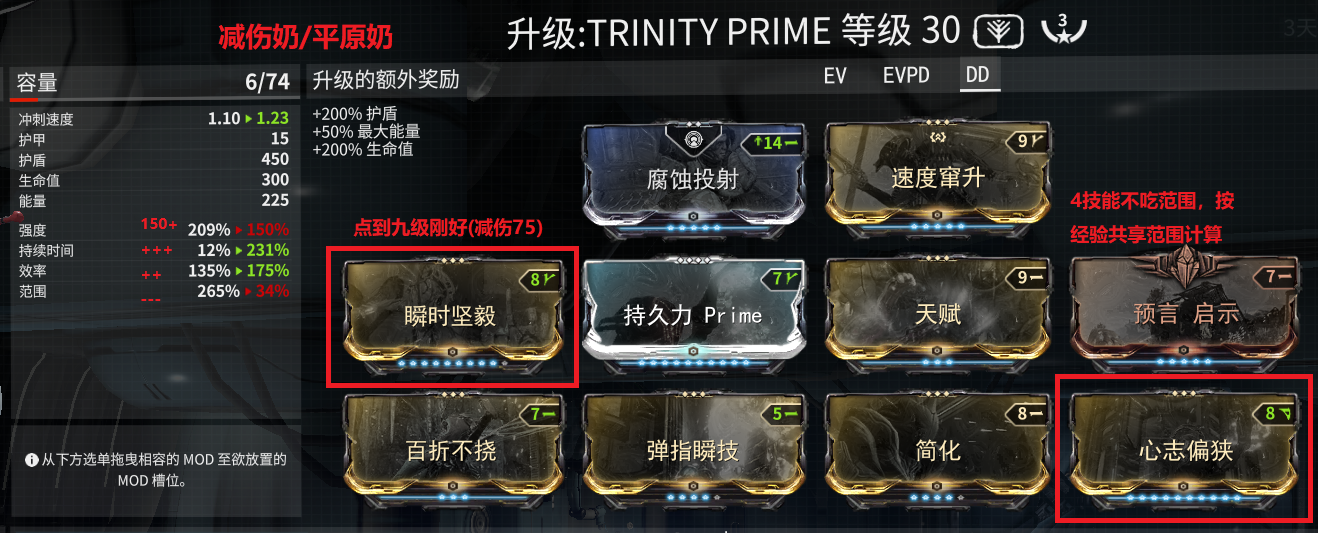 减伤奶/平原奶
升级:TRINITY PRIME 等级 30
3
3天
容量 6/74
升级的额外奖励
EV EVPD DD
+200% 护盾
+50% 最大能量
+200% 生命值
冲刺速度 1.10 1.23
护甲 15
护盾 450
生命值 300
能量 225
强度 150+ 209% 150%
持续时间 +++ 12% 231%
效率 ++ 135% 175%
范围 --- 265% 34%
14
腐蚀投射
9
速度窜升
点到九级刚好(减伤75)
4技能不吃范围，按
经验共享范围计算
8
瞬时坚毅
7
持久力 Prime
9
天赋
7
预言 启示
7
百折不挠
5
弹指瞬技
8
简化
8
心志偏狭
从下方选单拖曳相容的 MOD 至欲放置的
MOD 槽位。